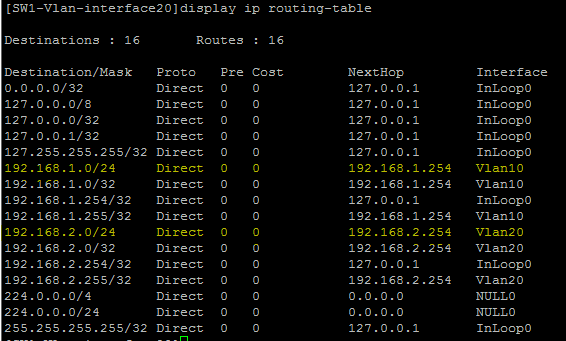 [SW1-Vlan-interface20]display ip routing-table
Destinations : 16 Routes : 16
Destination/Mask Proto Pre Cost NextHop Interface
0.0.0.0/32 Direct 0 0 127.0.0.1 InLoop0
127.0.0.0/8 Direct 0 0 127.0.0.1 InLoop0
127.0.0.0/32 Direct 0 0 127.0.0.1 InLoop0
127.0.0.1/32 Direct 0 0 127.0.0.1 InLoop0
127.255.255.255/32 Direct 0 0 127.0.0.1 InLoop0
192.168.1.0/24 Direct 0 0 192.168.1.254 Vlan10
192.168.1.0/32 Direct 0 0 192.168.1.254 Vlan10
192.168.1.254/32 Direct 0 0 127.0.0.1 InLoop0
192.168.1.255/32 Direct 0 0 192.168.1.254 Vlan10
192.168.2.0/24 Direct 0 0 192.168.2.254 Vlan20
192.168.2.0/32 Direct 0 0 192.168.2.254 Vlan20
192.168.2.254/32 Direct 0 0 127.0.0.1 InLoop0
192.168.2.255/32 Direct 0 0 192.168.2.254 Vlan20
224.0.0.0/4 Direct 0 0 0.0.0.0 NULL0
224.0.0.0/24 Direct 0 0 0.0.0.0 NULL0
255.255.255.255/32 Direct 0 0 127.0.0.1 InLoop0